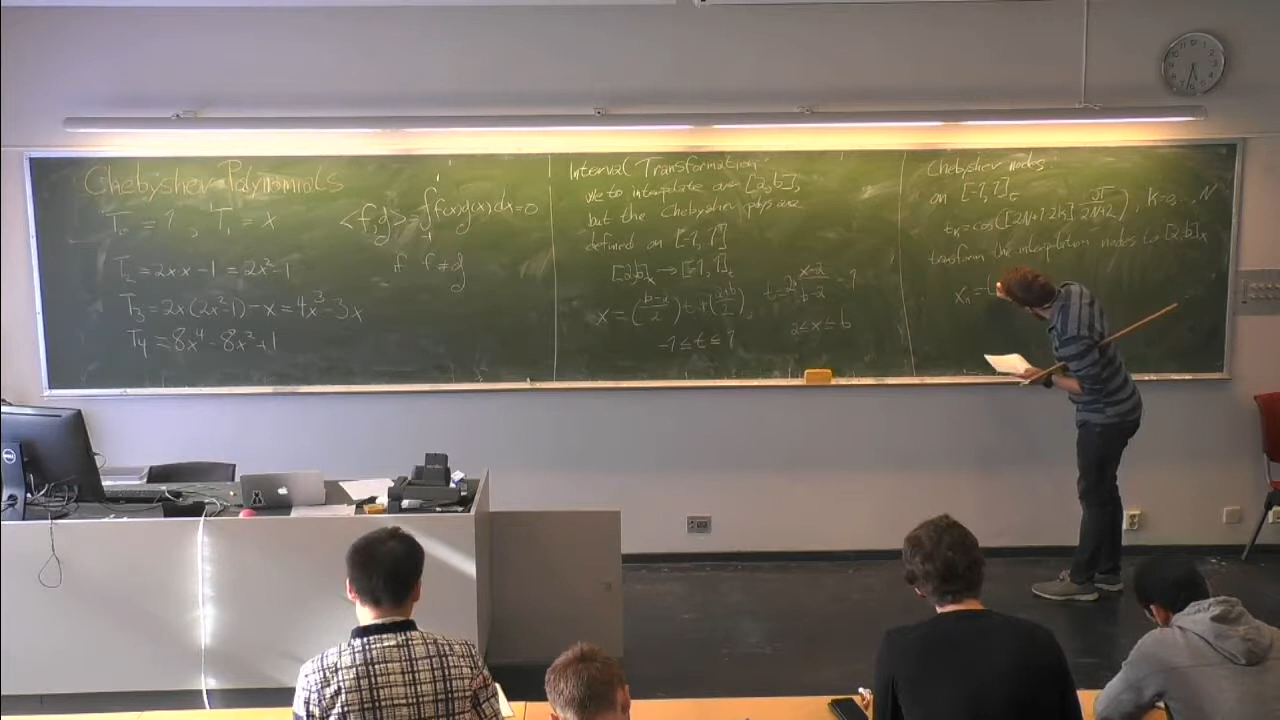 Chebyshev Polynomials
T₀ = 1, T₁ = x
T₂ = 2x·x − 1 = 2x² − 1
T₃ = 2x(2x²−1) − x = 4x³ − 3x
T₄ = 8x⁴ − 8x² + 1
<f,g> = ∫₋₁¹ f(x)g(x)dx = 0
if f ≠ g
Interval Transformation:
to interpolate on [a,b],
but the Chebyshev polys are
defined on [-1,1]
[a,b]ₓ → [-1,1]ₜ
x = (b−a/2)t + (a+b/2),
-1 ≤ t ≤ 1
t = 2 x−a/b−a − 1
a ≤ x ≤ b
Chebyshev nodes:
on [-1,1]ₜ
tₖ = cos([2N+1-2k] π/2N+2), k=0,..,N
transform the interpolation nodes to [a,b]ₓ
xₙ = (
DELL